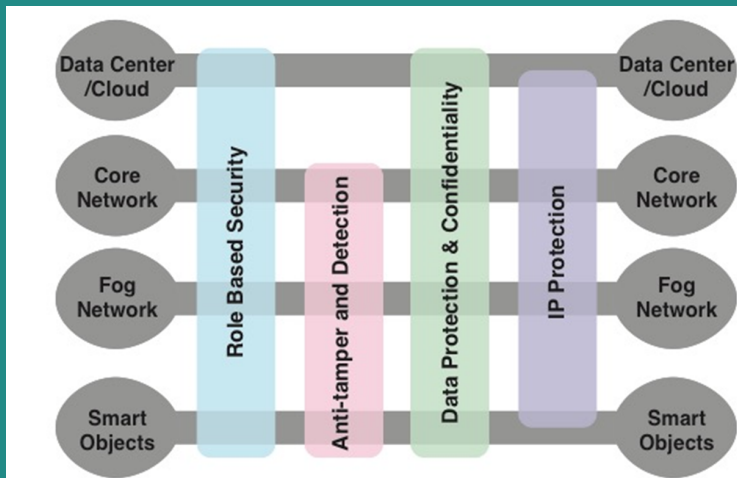 Data Center
/Cloud
Data Center
/Cloud
Core
Network
Core
Network
Fog
Network
Fog
Network
Smart
Objects
Smart
Objects
Role Based Security
Anti-tamper and Detection
Data Protection & Confidentiality
IP Protection